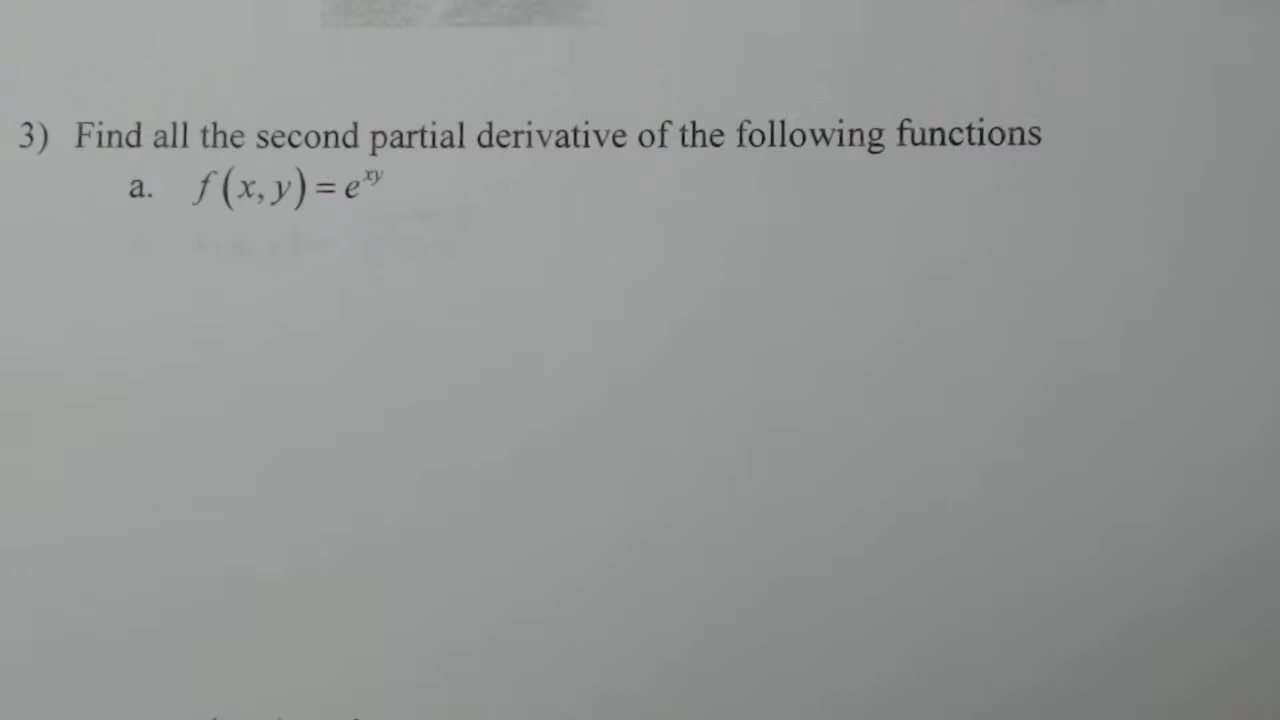 3) Find all the second partial derivative of the following functions
a. f(x, y) = e^{xy}